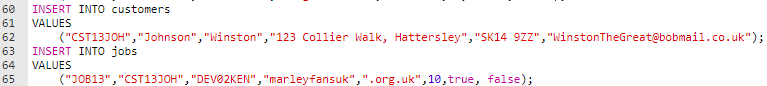 60 INSERT INTO customers
61 VALUES
62 ("CST13JOH","Johnson","Winston","123 Collier Walk, Hattersley","SK14 9ZZ","WinstonTheGreat@bobmail.co.uk");
63 INSERT INTO jobs
64 VALUES
65 ("JOB13","CST13JOH","DEV02KEN","marleyfansuk",".org.uk",10,true, false);